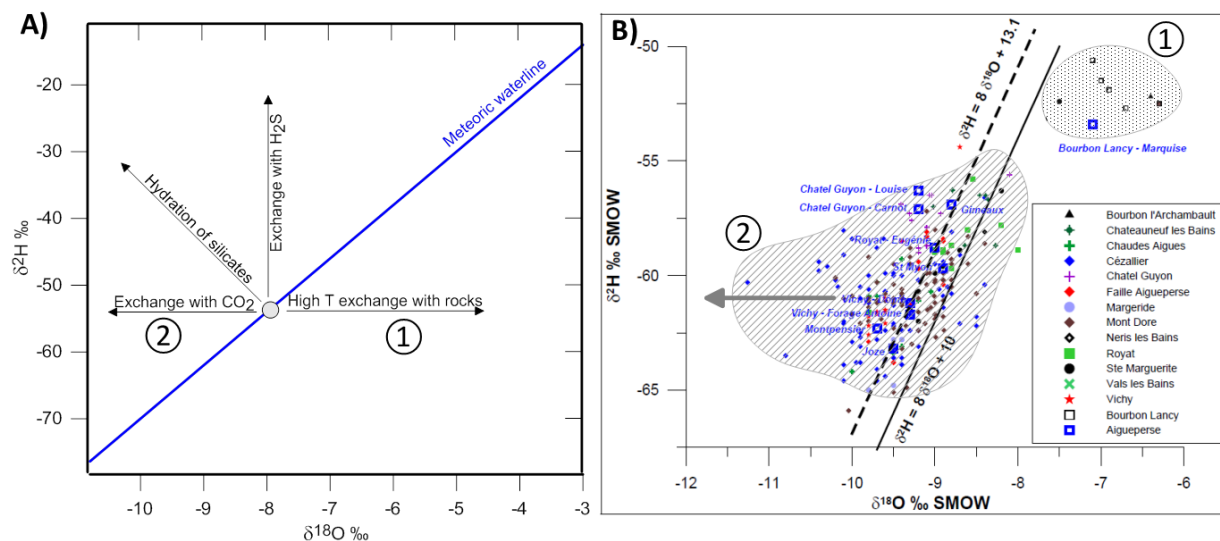 A)
-20
-30
-40
-50
-60
-70
δ²H ‰
-10
-9
-8
-7
-6
-5
-4
-3
δ¹⁸O ‰
Meteoric waterline
Exchange with H₂S
Hydration of silicates
Exchange with CO₂
High T exchange with rocks
2
1
B)
-50
-55
-60
-65
δ²H ‰ SMOW
-12
-11
-10
-9
-8
-7
-6
-5
δ¹⁸O ‰ SMOW
δ²H = 8 δ¹⁸O + 13.1
δ²H = 8 δ¹⁸O + 10
1
Bourbon Lancy - Marquise
2
Chatel Guyon - Louise
Chatel Guyon - Carnot
Gimeaux
Royat - Eugénie
St Myon
Vichy - Forage Antoine
Montpensier
Joze
Bourbon l'Archambault
Chateauneuf les Bains
Chaudes Aigues
Cézallier
Chatel Guyon
Faille Aigueperse
Margeride
Mont Dore
Neris les Bains
Royat
Ste Marguerite
Vals les Bains
Vichy
Bourbon Lancy
Aigueperse